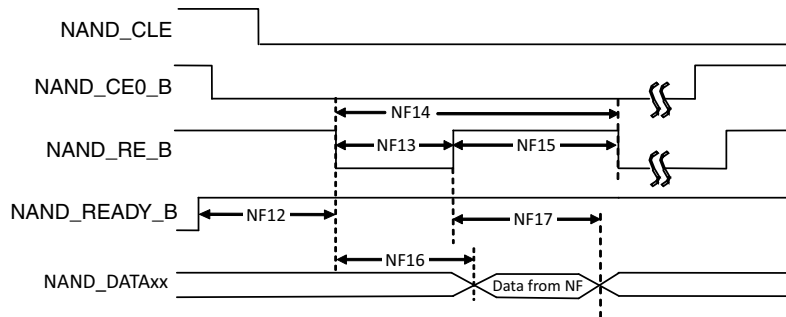 NAND_CLE
NAND_CE0_B
NF14
NAND_RE_B
NF13
NF15
NAND_READY_B
NF12
NF17
NF16
NAND_DATAxx
Data from NF